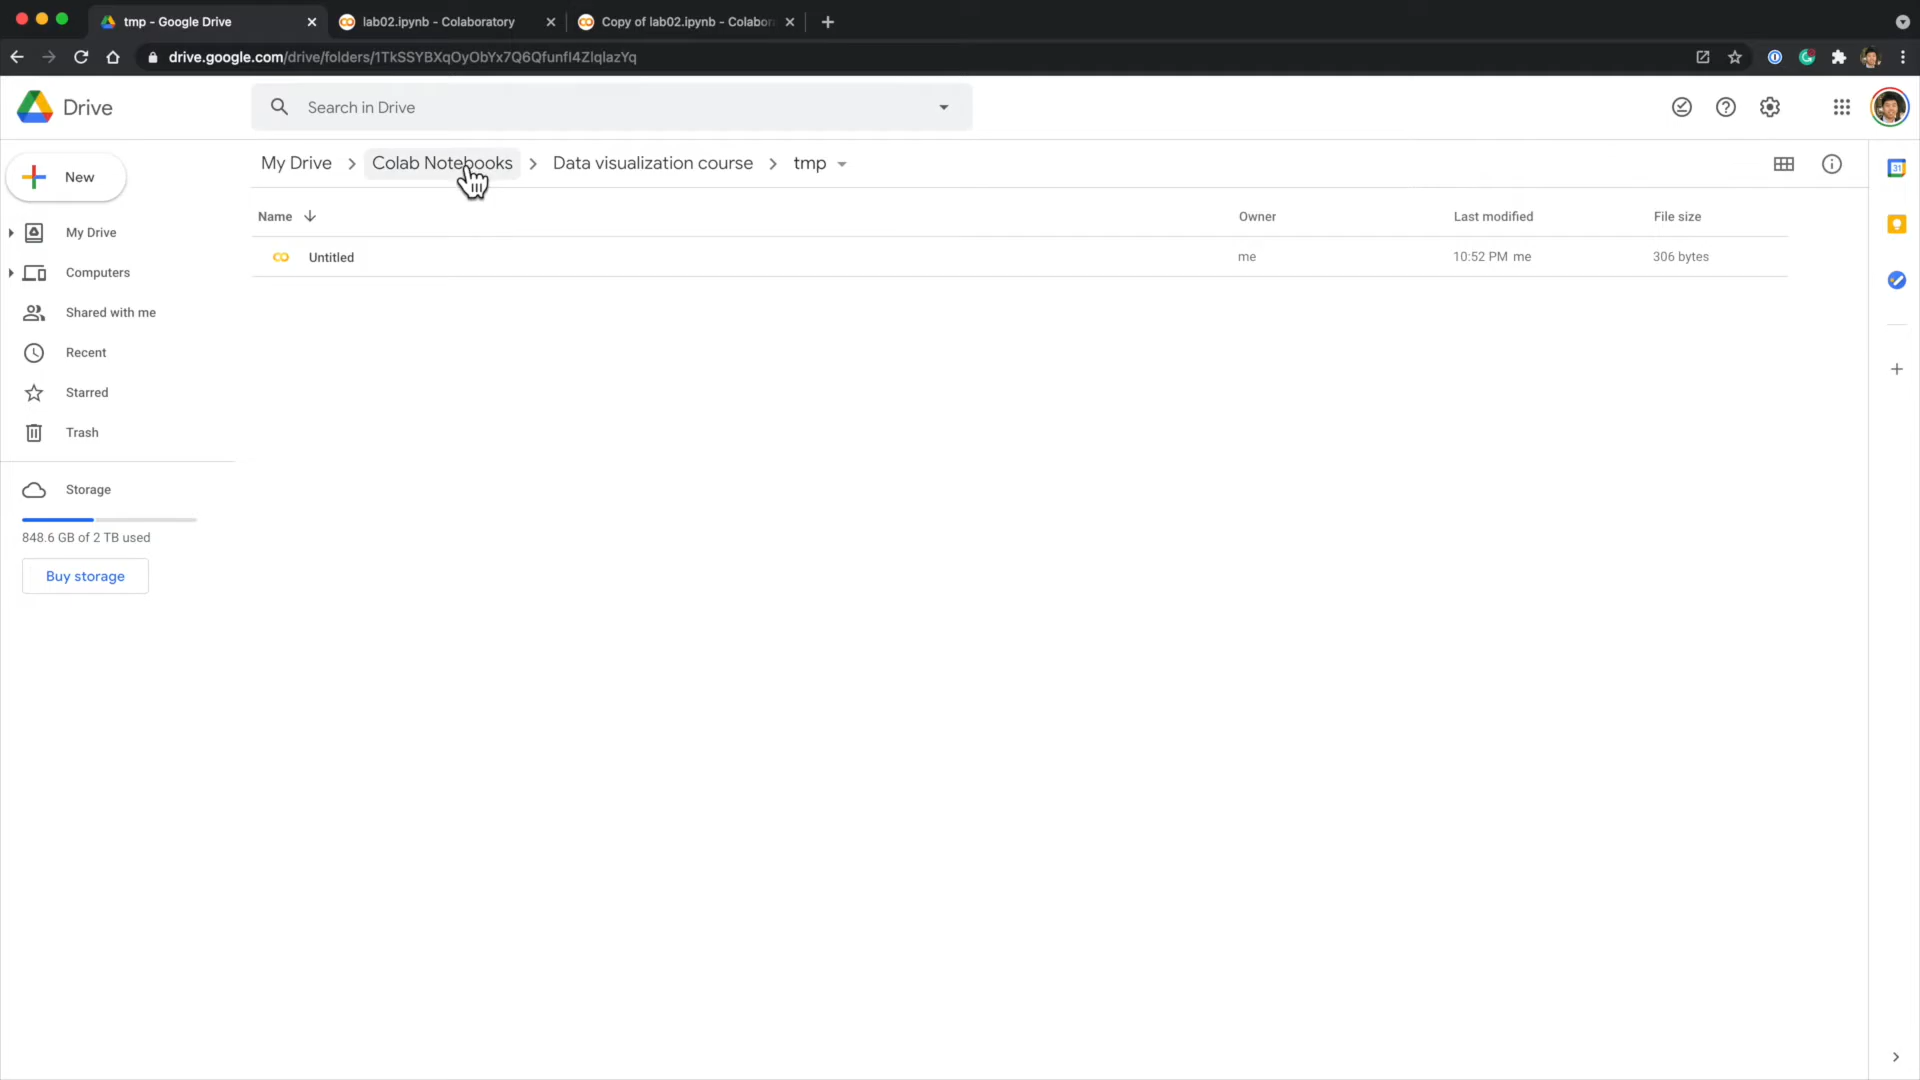 tmp - Google Drive
lab02.ipynb - Colaboratory
Copy of lab02.ipynb - Colabor
drive.google.com/drive/folders/1TkSSYBXqOyObYx7Q6QfunfI4ZlqlazYq
Drive
Search in Drive
New
My Drive
Computers
Shared with me
Recent
Starred
Trash
Storage
848.6 GB of 2 TB used
Buy storage
My Drive > Colab Notebooks > Data visualization course > tmp
Name Owner Last modified File size
Untitled me 10:52 PM me 306 bytes
31